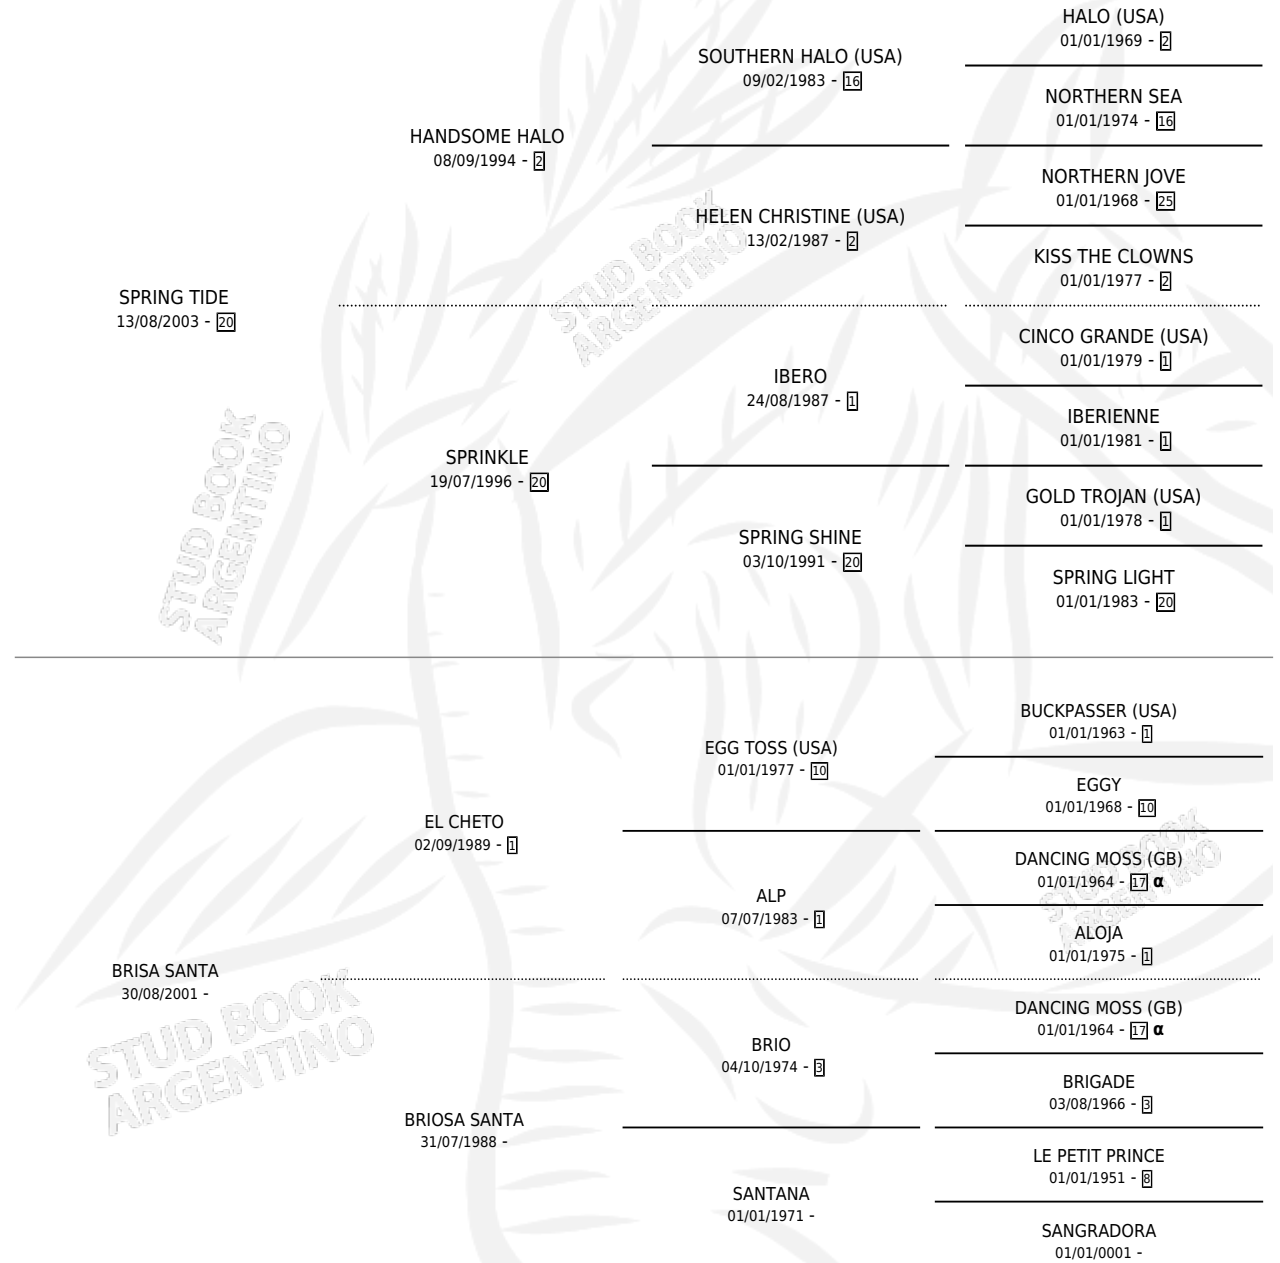 HALO (USA)
01/01/1969 - 2
SOUTHERN HALO (USA)
09/02/1983 - 16
NORTHERN SEA
01/01/1974 - 16
HANDSOME HALO
08/09/1994 - 2
NORTHERN JOVE
01/01/1968 - 25
HELEN CHRISTINE (USA)
13/02/1987 - 2
KISS THE CLOWNS
01/01/1977 - 2
SPRING TIDE
13/08/2003 - 20
CINCO GRANDE (USA)
01/01/1979 - 1
IBERO
24/08/1987 - 1
IBERIENNE
01/01/1981 - 1
SPRINKLE
19/07/1996 - 20
GOLD TROJAN (USA)
01/01/1978 - 1
SPRING SHINE
03/10/1991 - 20
SPRING LIGHT
01/01/1983 - 20
BUCKPASSER (USA)
01/01/1963 - 1
EGG TOSS (USA)
01/01/1977 - 10
EGGY
01/01/1968 - 10
EL CHETO
02/09/1989 - 1
DANCING MOSS (GB)
01/01/1964 - 17 α
ALP
07/07/1983 - 1
ALOJA
01/01/1975 - 1
BRISA SANTA
30/08/2001 -
DANCING MOSS (GB)
01/01/1964 - 17 α
BRIO
04/10/1974 - 3
BRIGADE
03/08/1966 - 3
BRIOSA SANTA
31/07/1988 -
LE PETIT PRINCE
01/01/1951 - 8
SANTANA
01/01/1971 -
SANGRADORA
01/01/0001 -
STUD BOOK
ARGENTINO
STUD BOOK
ARGENTINO
STUD BOOK
ARGENTINO
STUD BOOK
ARGENTINO